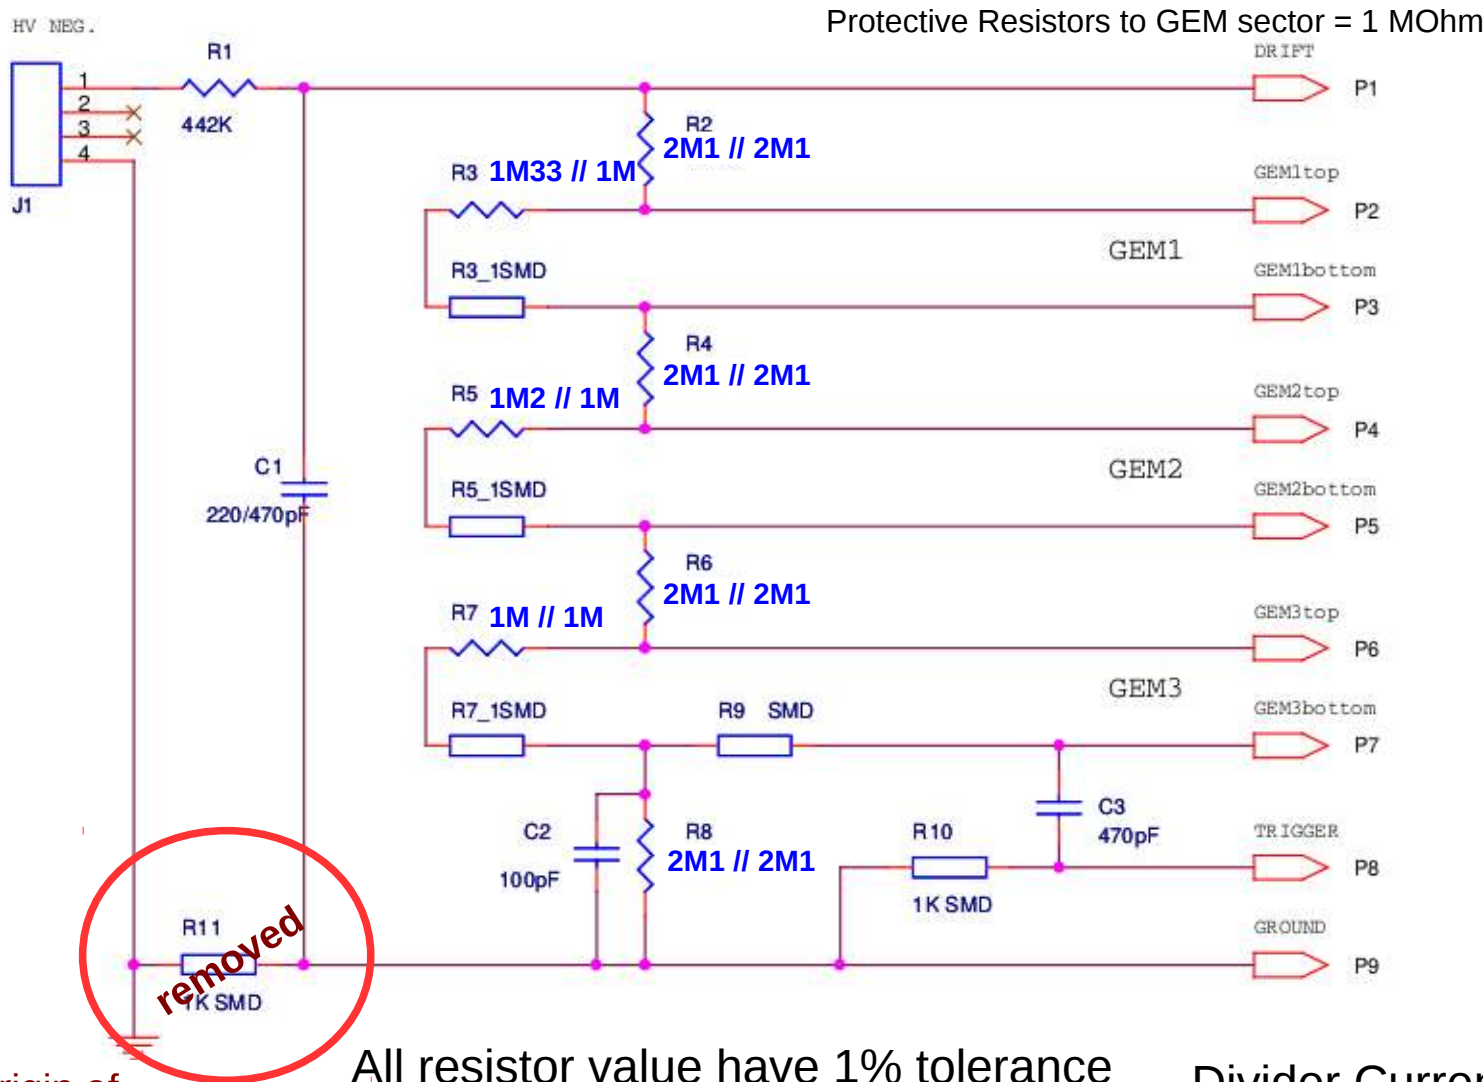 Protective Resistors to GEM sector = 1 MOhm
HV NEG.
DRIFT
R1
1
P1
442K
2
3
4
J1
R2
2M1 // 2M1
R3 1M33 // 1M
GEM1top
P2
GEM1
R3_1SMD
GEM1bottom
P3
R4
2M1 // 2M1
R5 1M2 // 1M
GEM2top
P4
C1
220/470pF
GEM2
R5_1SMD
GEM2bottom
P5
R6
2M1 // 2M1
R7 1M // 1M
GEM3top
P6
GEM3
R7_1SMD
R9 SMD
GEM3bottom
P7
C2
100pF
R8
2M1 // 2M1
R10
1K SMD
C3
470pF
TRIGGER
P8
R11
removed
1K SMD
GROUND
P9
All resistor value have 1% tolerance
Divider